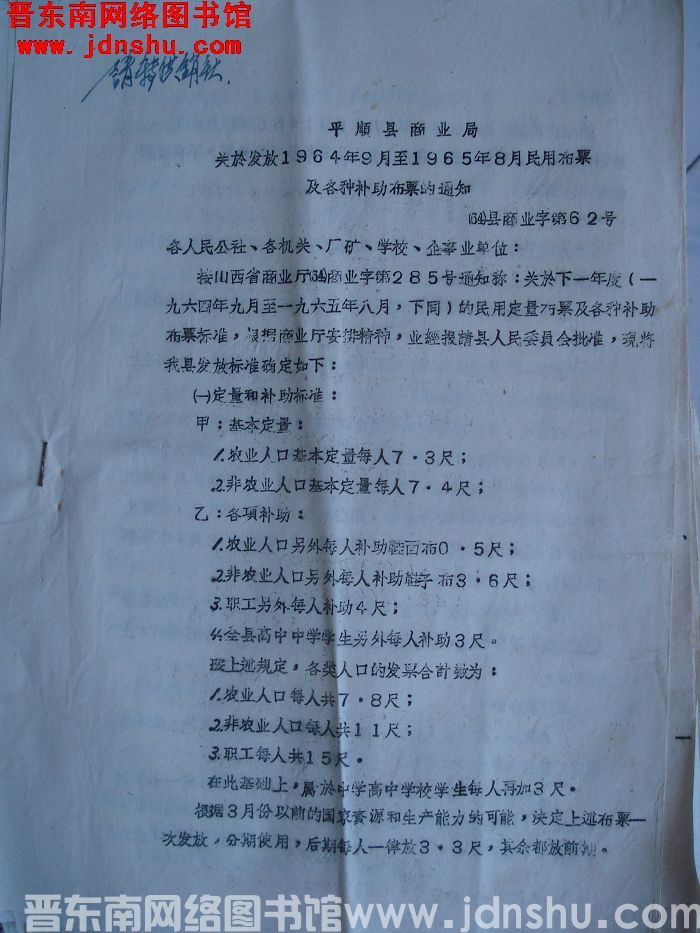 晋东南网络图书馆
www.jdnshu.com
请转供销社.
平顺县商业局
关於发放1964年9月至1965年8月民用布票
及各种补助布票的通知
(64)县商业字第62号
各人民公社、各机关、厂矿、学校、企事业单位：
按山西省商业厅(64)商业字第285号通知称：关於下一年度(一
九六四年九月至一九六五年八月，下同)的民用定量布票及各种补助
布票标准，根据商业厅安排精神，业經报請县人民委員会批准，現将
我县发放标准确定如下：
(一)定量和补助标准：
甲：基本定量：
1.农业人口基本定量每人7·3尺；
2.非农业人口基本定量每人7·4尺；
乙：各項补助：
1.农业人口另外每人补助鞋面布0·5尺；
2.非农业人口另外每人补助鞋子布3·6尺；
3.职工另外每人补助4尺；
4.全县高中中学学生另外每人补助3尺。
按上述规定，各类人口的发票合計数为：
1.农业人口每人共7·8尺；
2.非农业人口每人共11尺；
3.职工每人共15尺。
在此基础上，属於中学高中学校学生每人再加3尺。
根据3月份以前的国家資源和生产能力的可能，决定上述布票一
次发放，分期使用，后期每人一律放3·3尺，其余都放前期。
晋东南网络图书馆www.jdnshu.com